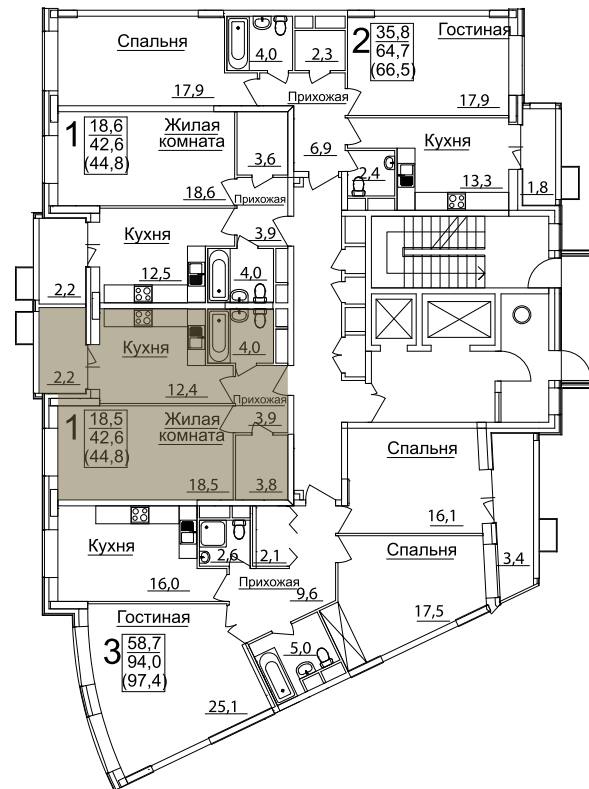 Спальня
17,9
4,0
2,3
2
35,8
64,7
(66,5)
Гостиная
17,9
Прихожая
6,9
1
18,6
42,6
(44,8)
Жилая
комната
18,6
3,6
Прихожая
3,9
Кухня
2,4
13,3
1,8
Кухня
12,5
4,0
2,2
2,2
Кухня
12,4
4,0
Прихожая
3,9
1
18,5
42,6
(44,8)
Жилая
комната
18,5
3,8
Спальня
16,1
Кухня
16,0
2,6
2,1
Прихожая
9,6
Спальня
17,5
3,4
Гостиная
3
58,7
94,0
(97,4)
25,1
5,0